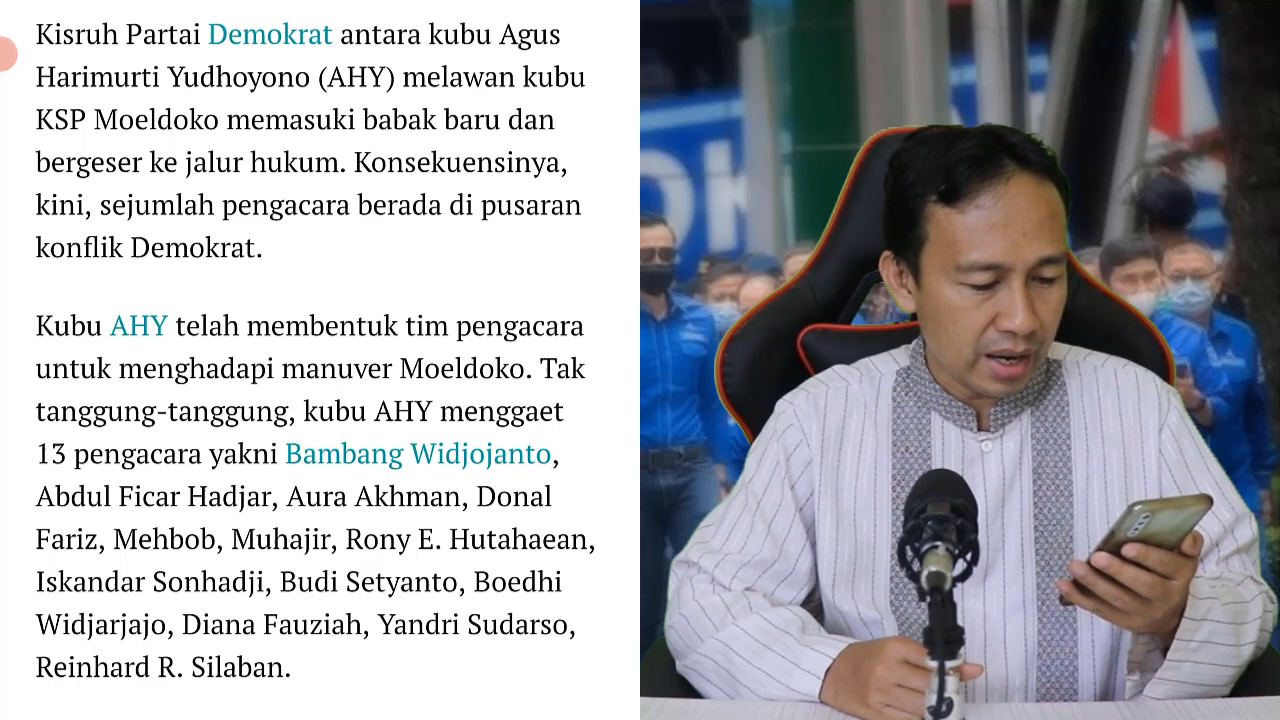 Kisruh Partai Demokrat antara kubu Agus
Harimurti Yudhoyono (AHY) melawan kubu
KSP Moeldoko memasuki babak baru dan
bergeser ke jalur hukum. Konsekuensinya,
kini, sejumlah pengacara berada di pusaran
konflik Demokrat.
Kubu AHY telah membentuk tim pengacara
untuk menghadapi manuver Moeldoko. Tak
tanggung-tanggung, kubu AHY menggaet
13 pengacara yakni Bambang Widjojanto,
Abdul Ficar Hadjar, Aura Akhman, Donal
Fariz, Mehbob, Muhajir, Rony E. Hutahaean,
Iskandar Sonhadji, Budi Setyanto, Boedhi
Widjarjajo, Diana Fauziah, Yandri Sudarso,
Reinhard R. Silaban.